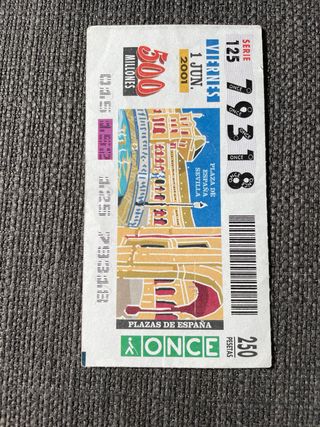 SERIE
125
79318
ONCE
ONCE
VIERNES
1 JUN
2001
500
MILLONES
PLAZA DE
ESPAÑA
SEVILLA
PLAZAS DE ESPAÑA
ONCE
250
PESETAS